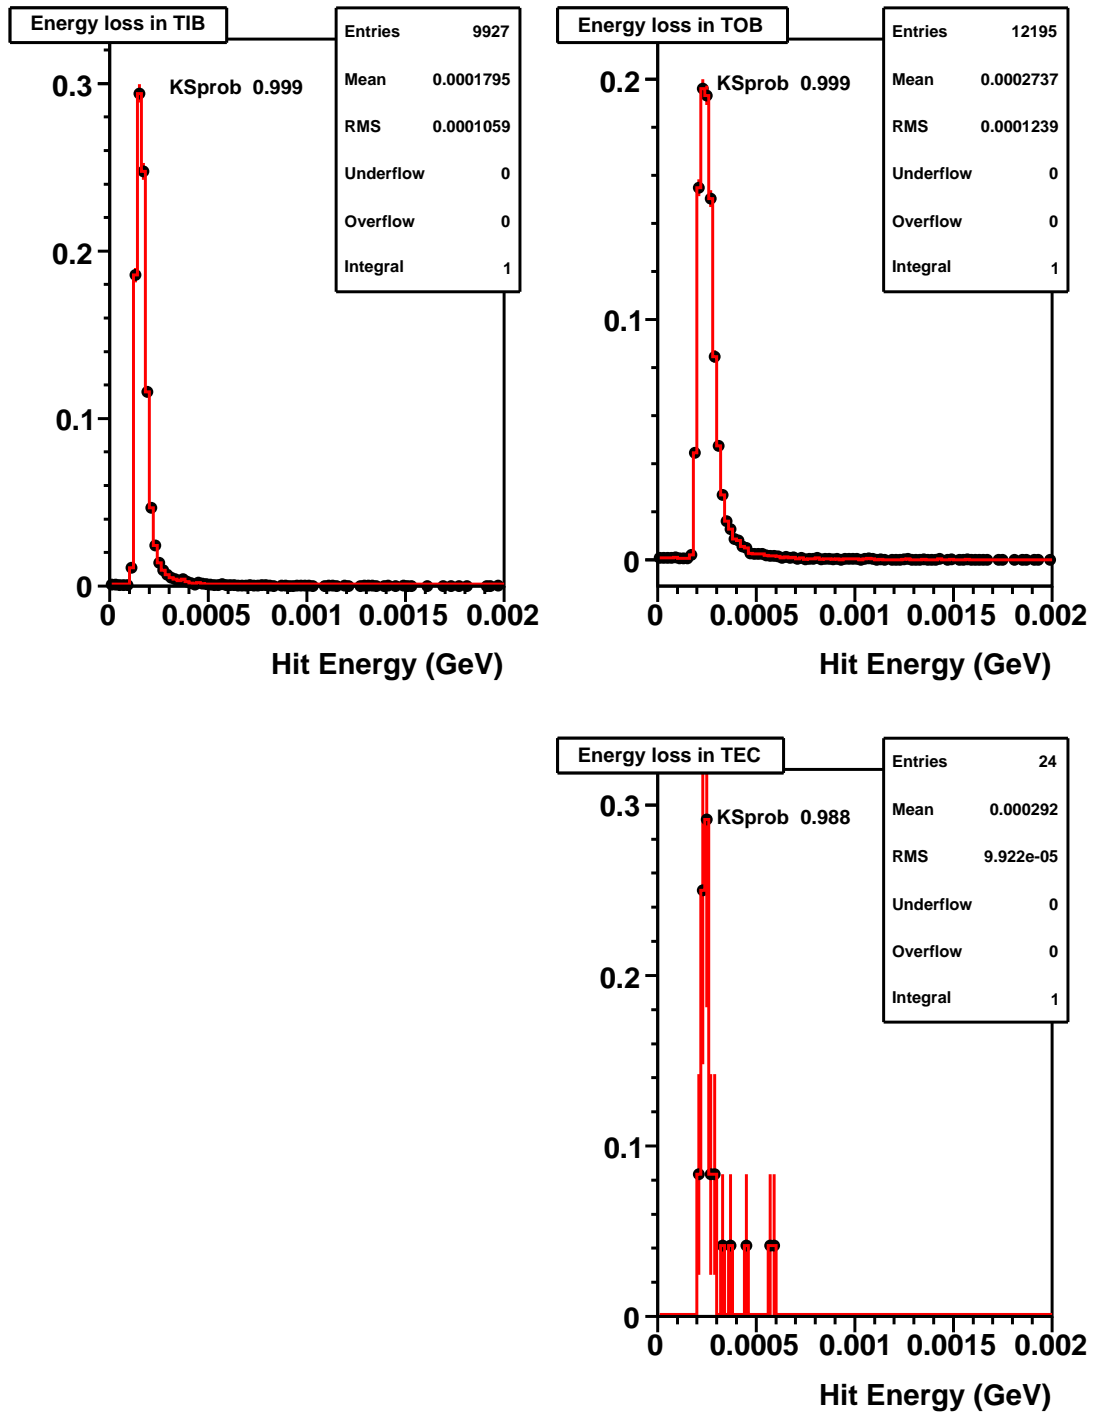 Energy loss in TIB
Entries 9927
Mean 0.0001795
RMS 0.0001059
Underflow 0
Overflow 0
Integral 1
KSprob 0.999
0.3
0.2
0.1
0
0 0.0005 0.001 0.0015 0.002
Hit Energy (GeV)
Energy loss in TOB
Entries 12195
Mean 0.0002737
RMS 0.0001239
Underflow 0
Overflow 0
Integral 1
KSprob 0.999
0.2
0.1
0
0 0.0005 0.001 0.0015 0.002
Hit Energy (GeV)
Energy loss in TEC
Entries 24
Mean 0.000292
RMS 9.922e-05
Underflow 0
Overflow 0
Integral 1
KSprob 0.988
0.3
0.2
0.1
0
0 0.0005 0.001 0.0015 0.002
Hit Energy (GeV)